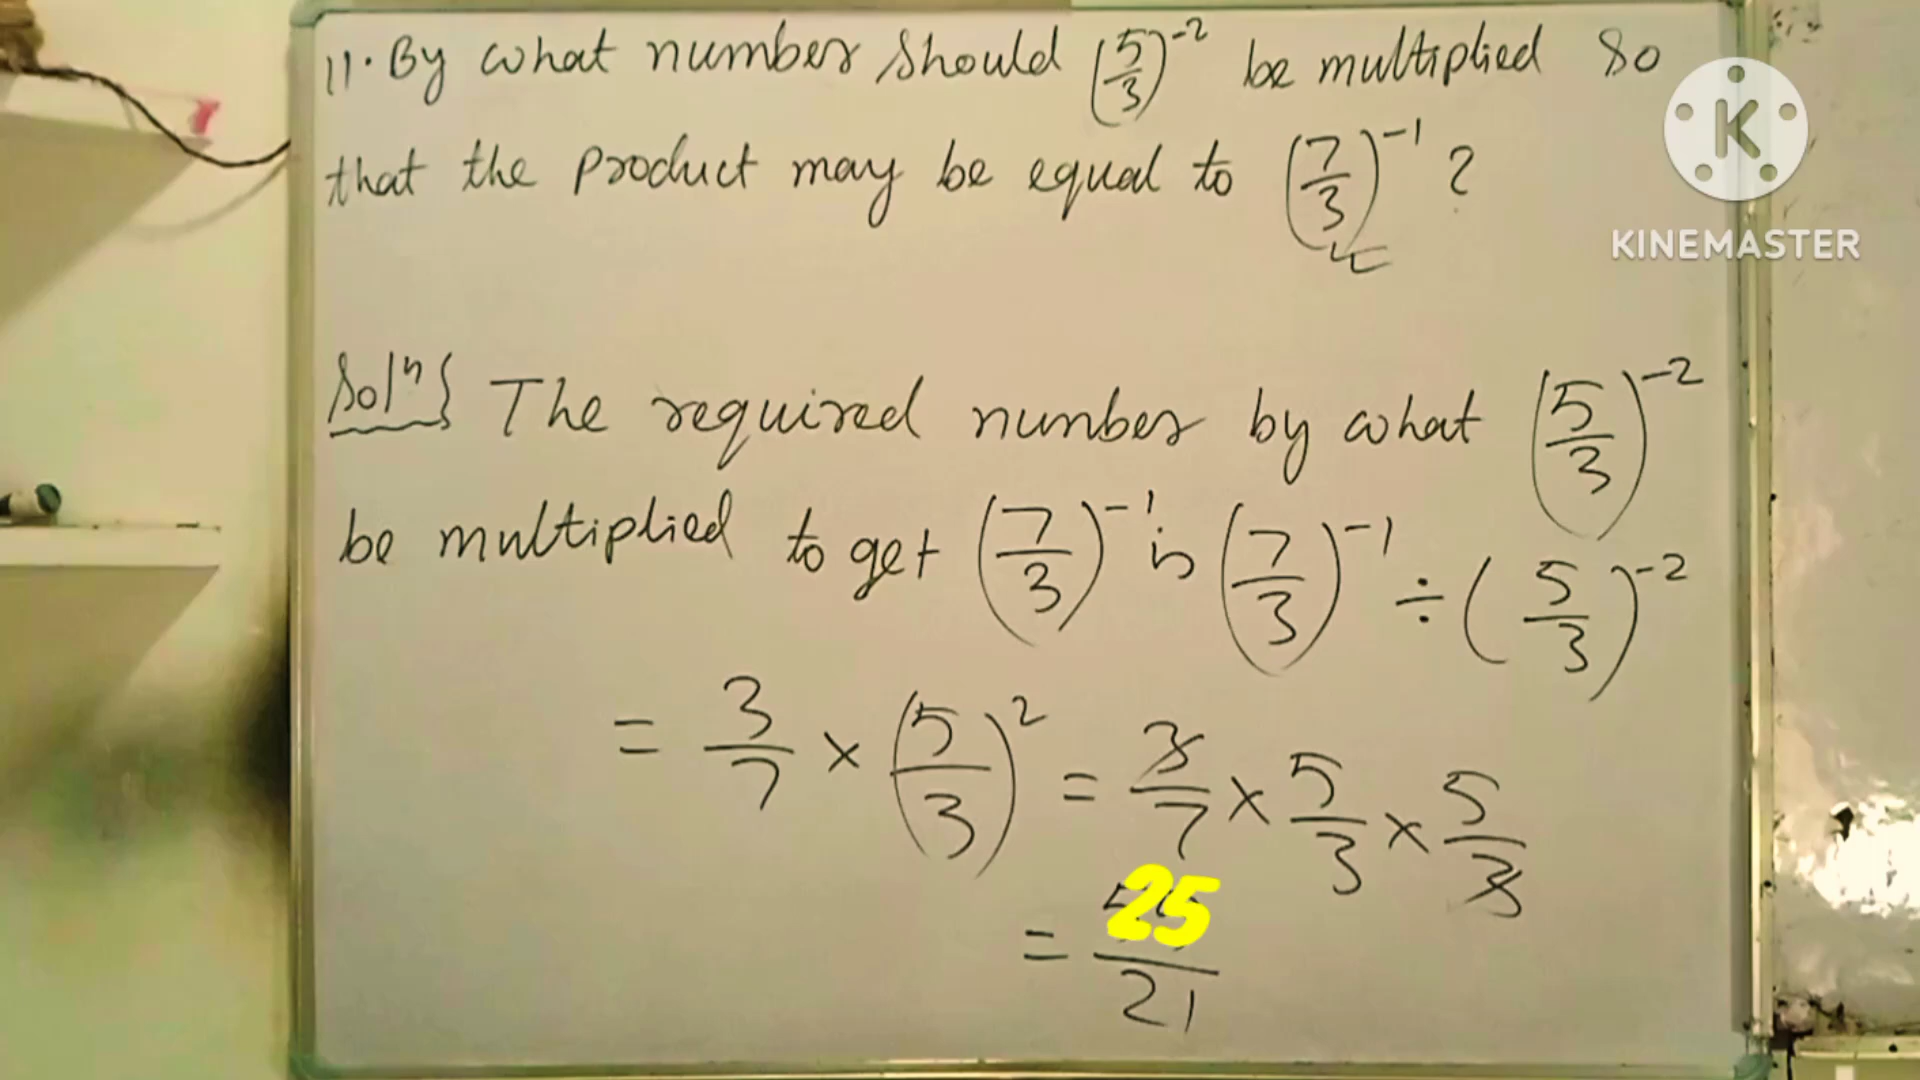 11. By what number should (5/3)^-2 be multiplied so
that the product may be equal to (7/3)^-1 ?
K
KINEMASTER
Solⁿ} The required number by what (5/3)^-2
be multiplied to get (7/3)^-1 is (7/3)^-1 ÷ (5/3)^-2
= 3/7 × (5/3)^2 = 3/7 × 5/3 × 5/3
= 25/21